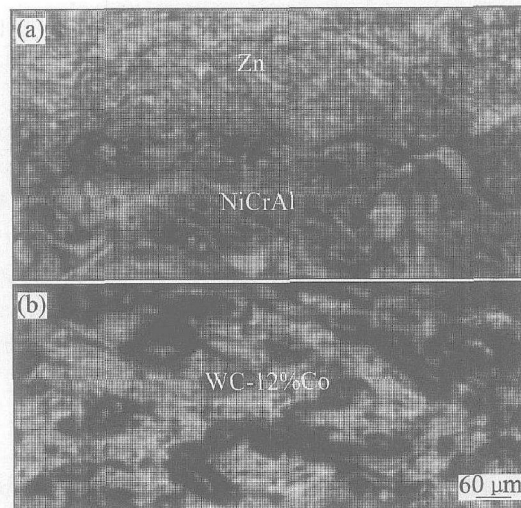 (a)
Zn
NiCrAl
(b)
WC-12%Co
60 μm